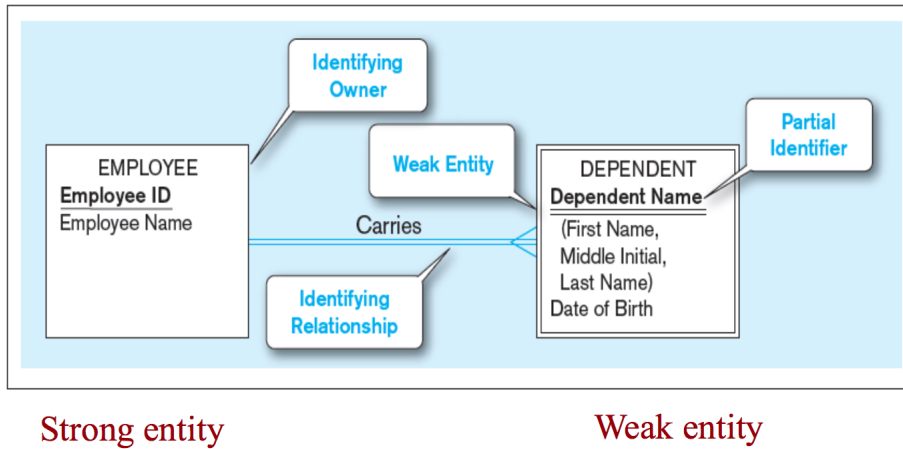 Identifying
Owner
Partial
Identifier
Weak Entity
EMPLOYEE
Employee ID
Employee Name
Carries
DEPENDENT
Dependent Name
(First Name,
Middle Initial,
Last Name)
Date of Birth
Identifying
Relationship
Strong entity
Weak entity